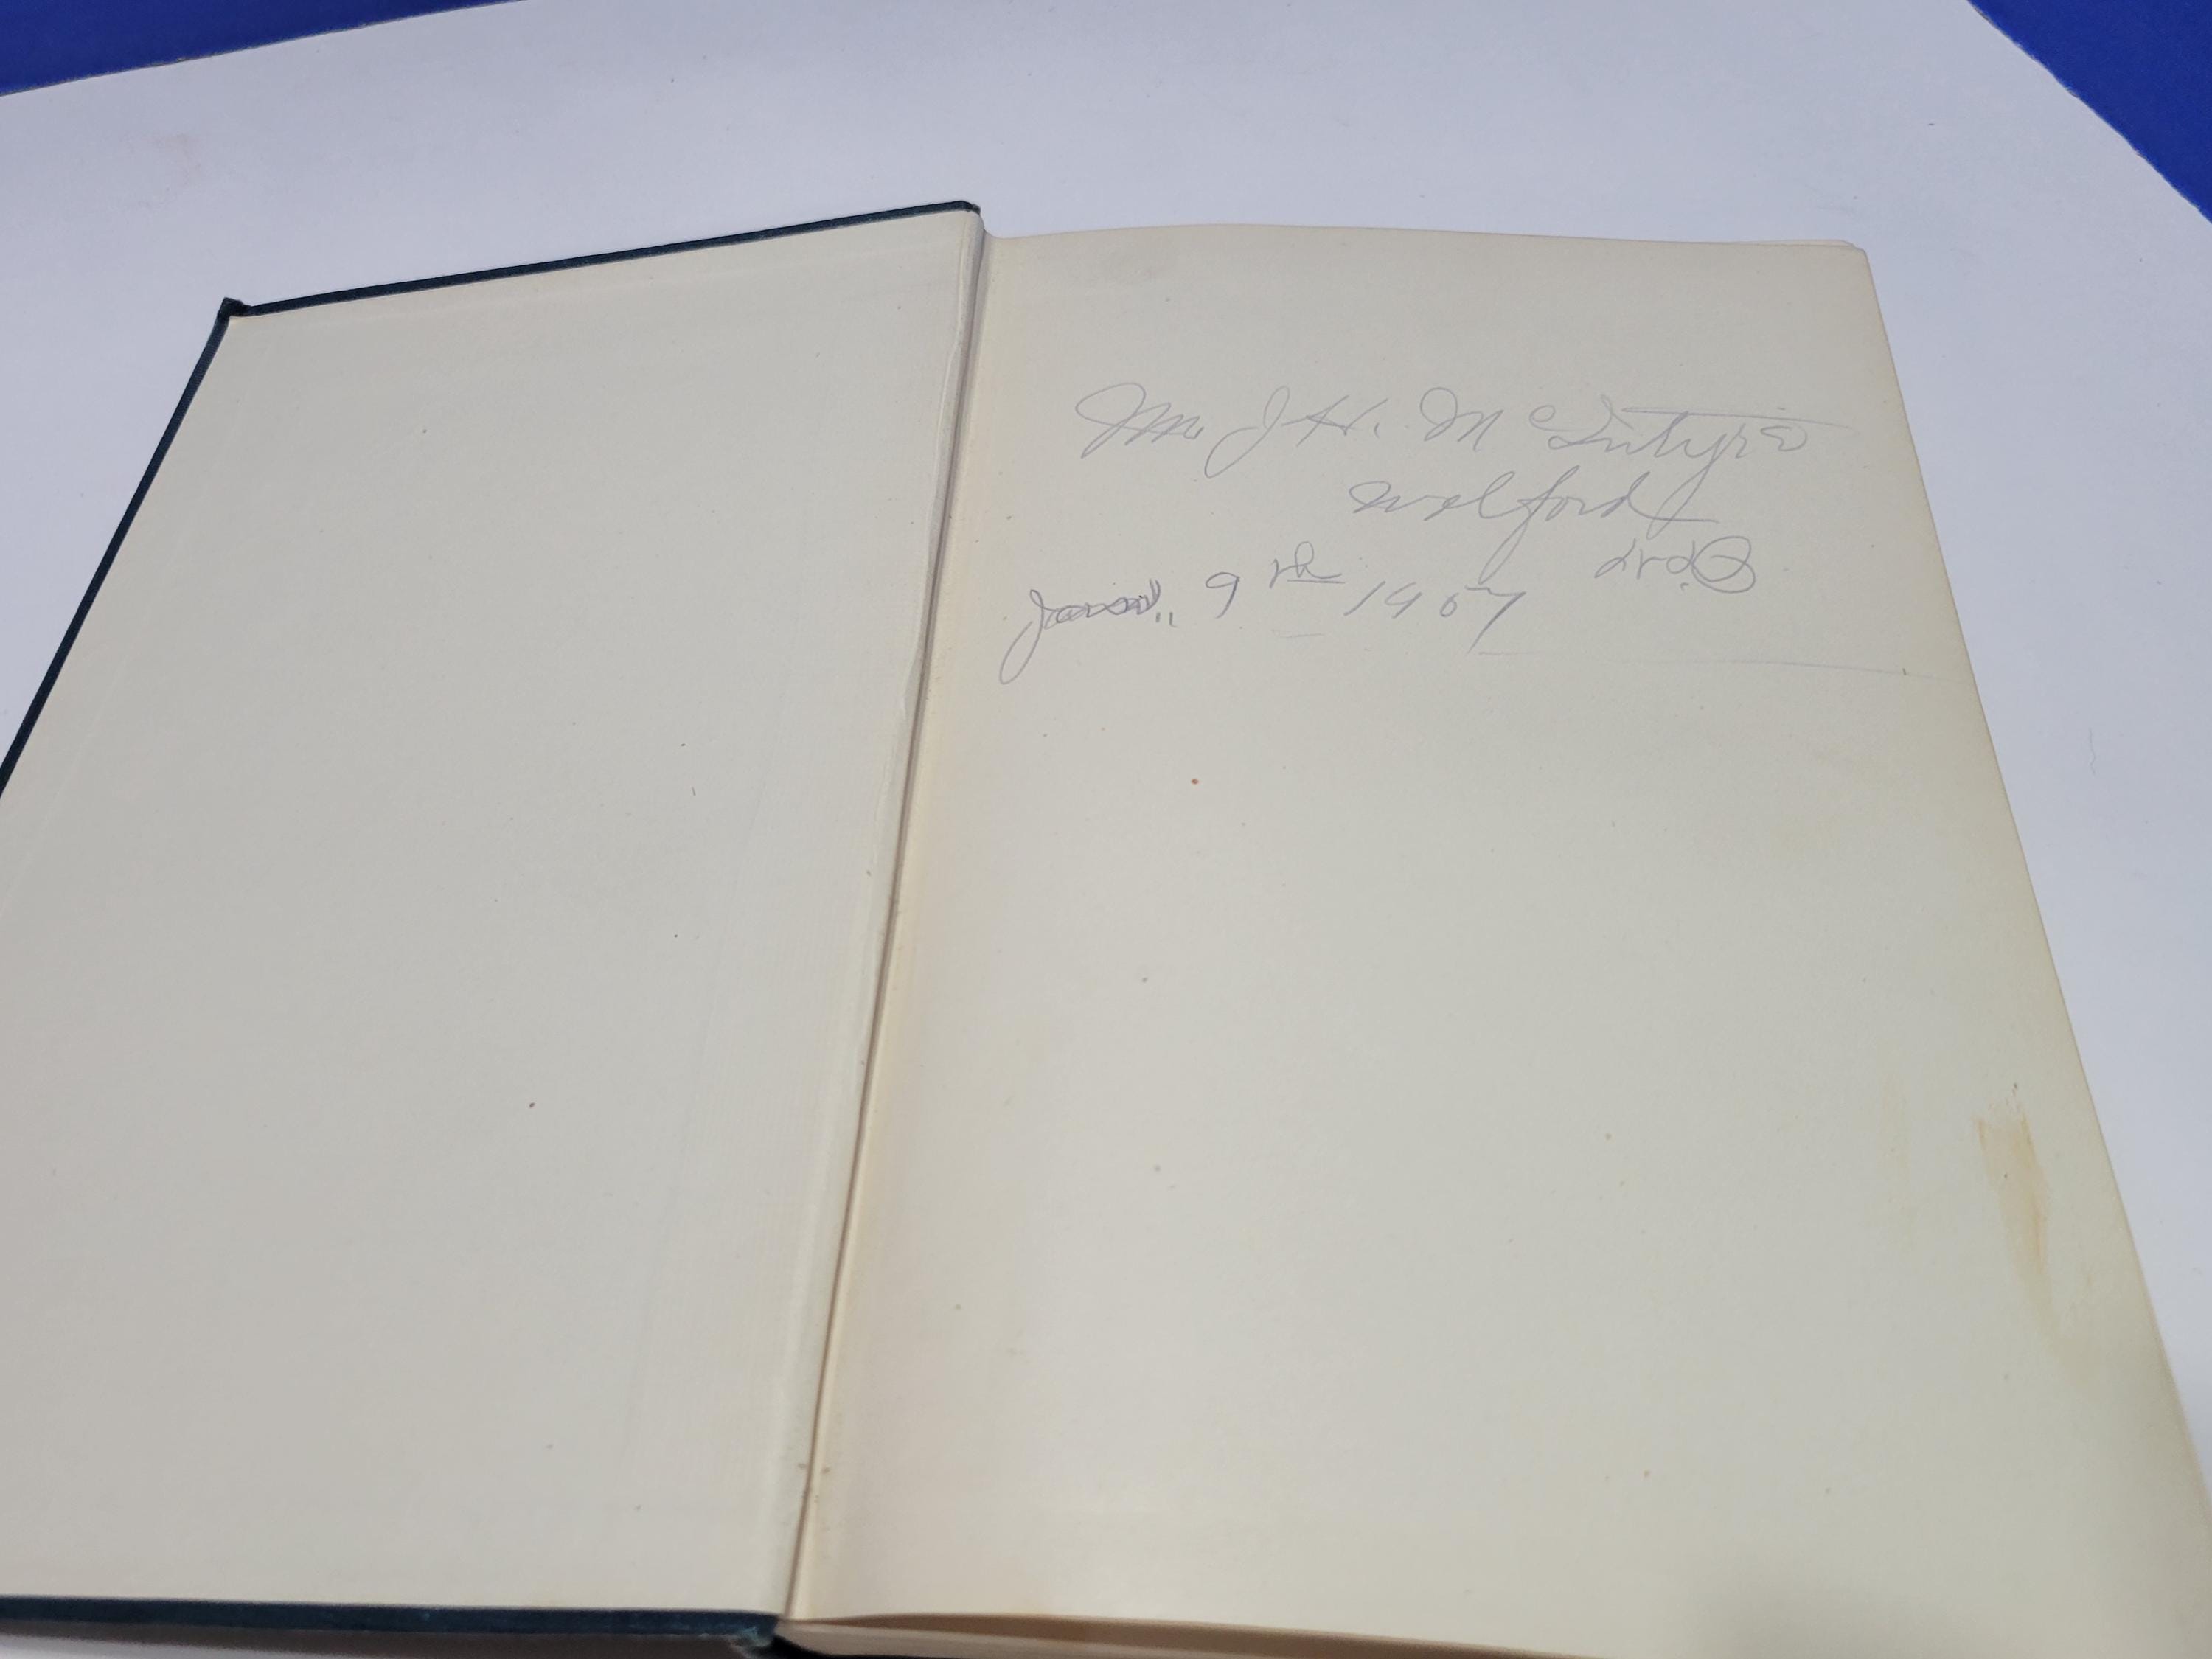 Mr J. H. McIntyre
Welford
Jan. 9th 1907